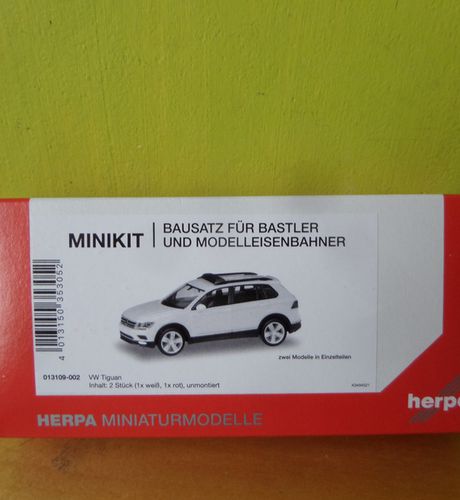 MINIKIT
BAUSATZ FÜR BASTLER
UND MODELLEISENBAHNER
4 013150 353052
zwei Modelle in Einzelteilen
013109-002 VW Tiguan
Inhalt: 2 Stück (1x weiß, 1x rot), unmontiert
HERPA MINIATURMODELLE
herpa